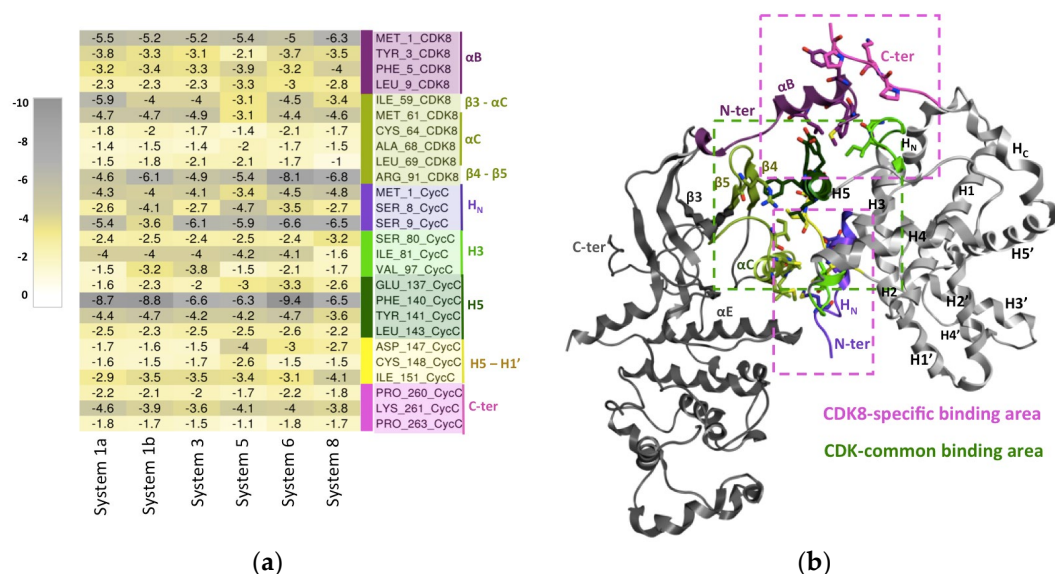 -10
-8
-6
-4
-2
0
-5.5 -5.2 -5.2 -5.4 -5 -6.3 MET_1_CDK8
-3.8 -3.3 -3.1 -2.1 -3.7 -3.5 TYR_3_CDK8
-3.2 -3.4 -3.3 -3.9 -3.2 -4 PHE_5_CDK8
-2.3 -2.3 -2.3 -3.3 -3 -2.8 LEU_9_CDK8
αB
-5.9 -4 -4 -3.1 -4.5 -3.4 ILE_59_CDK8
β3 - αC
-4.7 -4.7 -4.9 -3.1 -4.4 -4.6 MET_61_CDK8
-1.8 -2 -1.7 -1.4 -2.1 -1.7 CYS_64_CDK8
-1.4 -1.5 -1.4 -2 -1.7 -1.5 ALA_68_CDK8
-1.5 -1.8 -2.1 -2.1 -1.7 -1 LEU_69_CDK8
αC
-4.6 -6.1 -4.9 -5.4 -8.1 -6.8 ARG_91_CDK8
β4 - β5
-4.3 -4 -4.1 -3.4 -4.5 -4.8 MET_1_CycC
-2.6 -4.1 -2.7 -4.7 -3.5 -2.7 SER_8_CycC
-5.4 -3.6 -6.1 -5.9 -6.6 -6.5 SER_9_CycC
HN
-2.4 -2.5 -2.4 -2.5 -2.4 -3.2 SER_80_CycC
-4 -4 -4 -4.2 -4.1 -1.6 ILE_81_CycC
-1.5 -3.2 -3.8 -1.5 -2.1 -1.7 VAL_97_CycC
H3
-1.6 -2.3 -2 -3 -3.3 -2.6 GLU_137_CycC
-8.7 -8.8 -6.6 -6.3 -9.4 -6.5 PHE_140_CycC
-4.4 -4.7 -4.2 -4.2 -4.7 -3.6 TYR_141_CycC
-2.5 -2.3 -2.5 -2.5 -2.6 -2.2 LEU_143_CycC
H5
-1.7 -1.6 -1.5 -4 -3 -2.7 ASP_147_CycC
-1.6 -1.5 -1.7 -2.6 -1.5 -1.5 CYS_148_CycC
-2.9 -3.5 -3.5 -3.4 -3.1 -4.1 ILE_151_CycC
H5 – H1’
-2.2 -2.1 -2 -1.7 -2.2 -1.8 PRO_260_CycC
-4.6 -3.9 -3.6 -4.1 -4 -3.8 LYS_261_CycC
-1.8 -1.7 -1.5 -1.1 -1.8 -1.7 PRO_263_CycC
C-ter
System 1a
System 1b
System 3
System 5
System 6
System 8
(a)
C-ter
αB
N-ter
HN
HC
β4
β5
H5
H3
H1
β3
H4
H5’
C-ter
αC
H2
H2’
H3’
αE
HN
H4’
N-ter
H1’
CDK8-specific binding area
CDK-common binding area
(b)